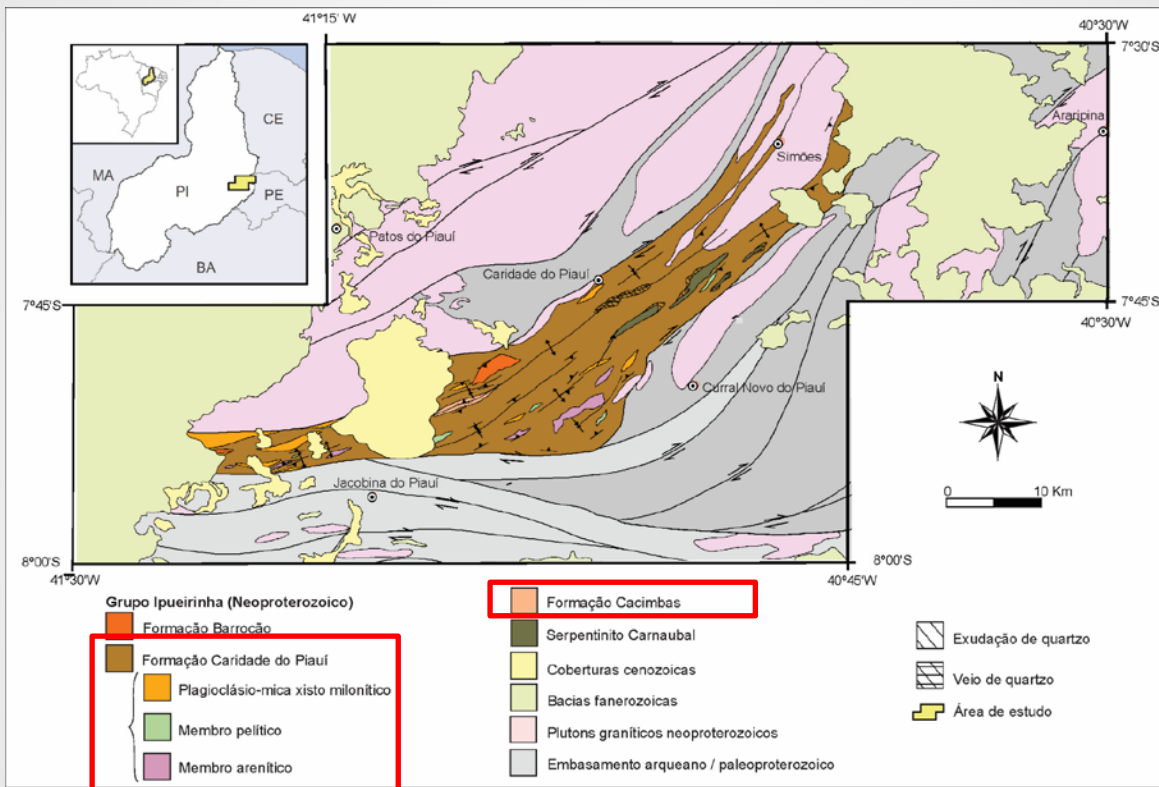 41°15' W
40°30'W
7°30'S
CE
MA
PI
PE
BA
Araripina
Simões
Patos do Piauí
Caridade do Piauí
7°45'S
7°45'S
40°30'W
Curral Novo do Piauí
N
0 10 Km
Jacobina do Piauí
8°00'S
8°00'S
41°30'W
40°45'W
Grupo Ipueirinha (Neoproterozoico)
Formação Barrocão
Formação Caridade do Piauí
Plagioclásio-mica xisto milonítico
Membro pelítico
Membro arenítico
Formação Cacimbas
Serpentinito Carnaubal
Coberturas cenozoicas
Bacias fanerozoicas
Plutons graníticos neoproterozoicos
Embasamento arqueano / paleoproterozoico
Exudação de quartzo
Veio de quartzo
Área de estudo